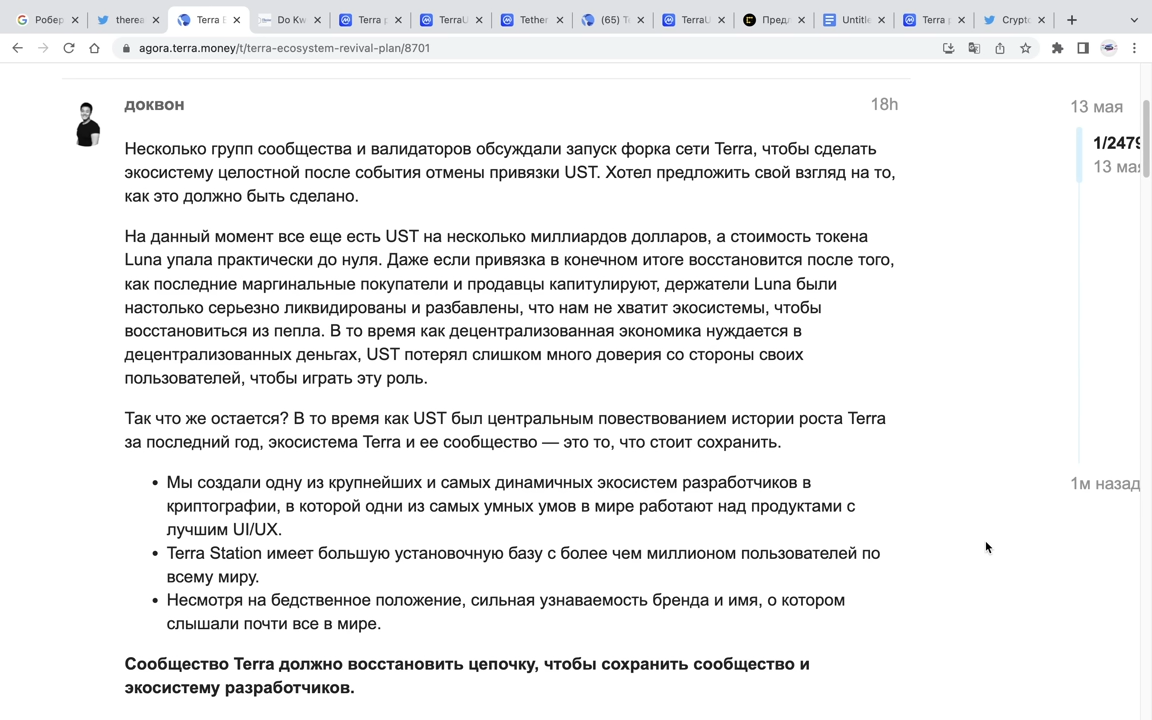 Робер
therea
Terra E
Do Kw
Terra p
TerraU
Tether
(65) T
TerraU
Пред
Untitle
Terra p
Crypto
agora.terra.money/t/terra-ecosystem-revival-plan/8701
доквон
18h
Несколько групп сообщества и валидаторов обсуждали запуск форка сети Terra, чтобы сделать
экосистему целостной после события отмены привязки UST. Хотел предложить свой взгляд на то,
как это должно быть сделано.
На данный момент все еще есть UST на несколько миллиардов долларов, а стоимость токена
Luna упала практически до нуля. Даже если привязка в конечном итоге восстановится после того,
как последние маргинальные покупатели и продавцы капитулируют, держатели Luna были
настолько серьезно ликвидированы и разбавлены, что нам не хватит экосистемы, чтобы
восстановиться из пепла. В то время как децентрализованная экономика нуждается в
децентрализованных деньгах, UST потерял слишком много доверия со стороны своих
пользователей, чтобы играть эту роль.
Так что же остается? В то время как UST был центральным повествованием истории роста Terra
за последний год, экосистема Terra и ее сообщество — это то, что стоит сохранить.
• Мы создали одну из крупнейших и самых динамичных экосистем разработчиков в
криптографии, в которой одни из самых умных умов в мире работают над продуктами с
лучшим UI/UX.
• Terra Station имеет большую установочную базу с более чем миллионом пользователей по
всему миру.
• Несмотря на бедственное положение, сильная узнаваемость бренда и имя, о котором
слышали почти все в мире.
Сообщество Terra должно восстановить цепочку, чтобы сохранить сообщество и
экосистему разработчиков.
13 мая
1/2479
13 мая
1м назад